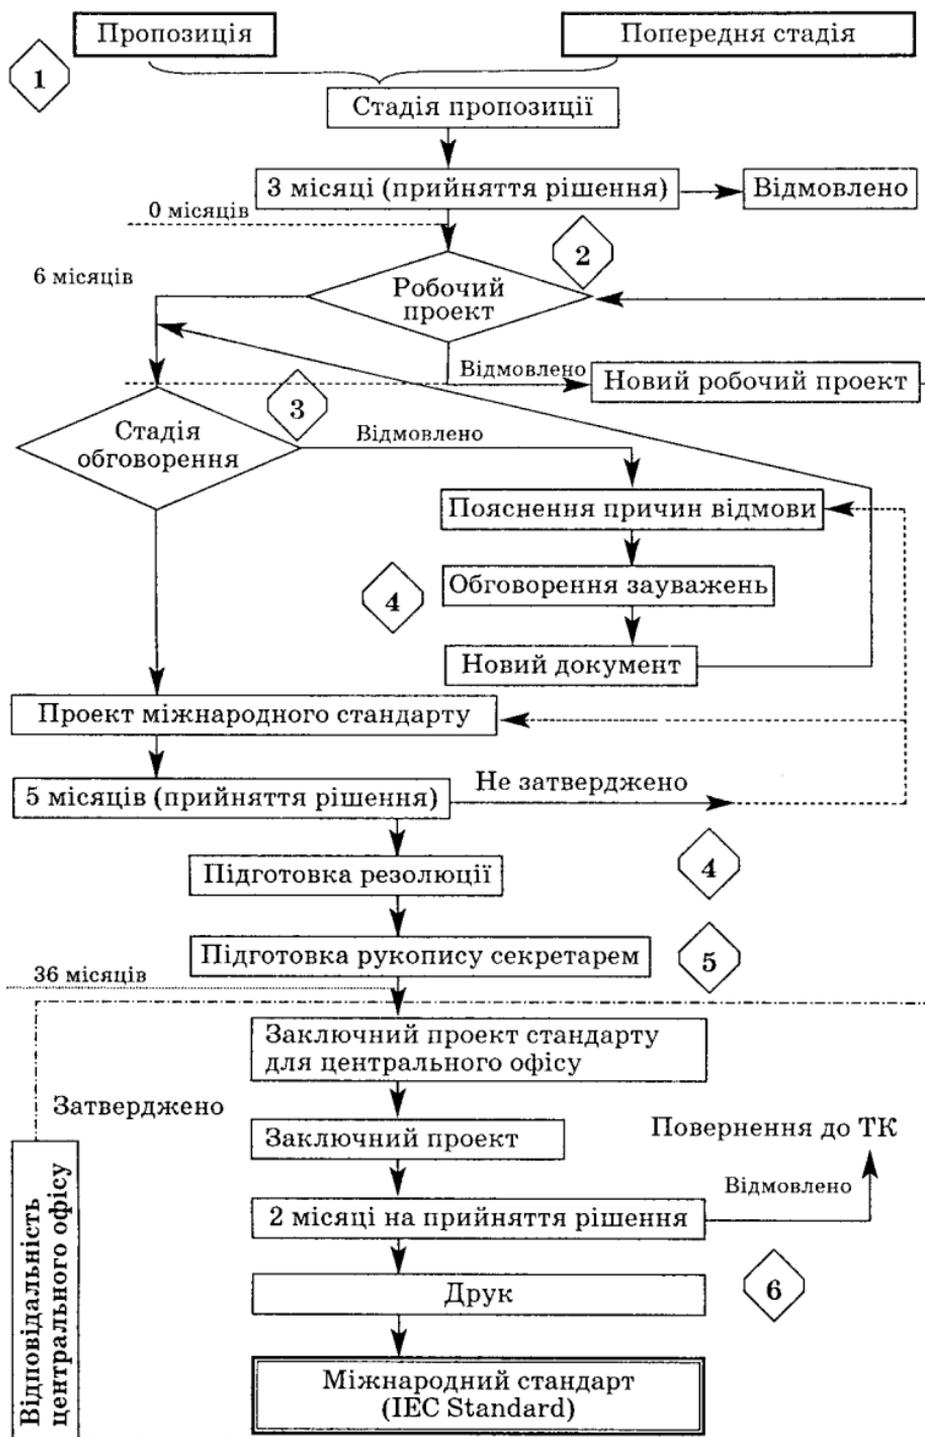 Пропозиція
Попередня стадія
1
Стадія пропозиції
3 місяці (прийняття рішення)
Відмовлено
0 місяців
2
6 місяців
Робочий
проект
Відмовлено
Новий робочий проект
3
Стадія
обговорення
Відмовлено
Пояснення причин відмови
4
Обговорення зауважень
Новий документ
Проект міжнародного стандарту
5 місяців (прийняття рішення)
Не затверджено
Підготовка резолюції
4
Підготовка рукопису секретарем
5
36 місяців
Заключний проект стандарту
для центрального офісу
Затверджено
Заключний проект
Повернення до ТК
Відмовлено
2 місяці на прийняття рішення
Друк
6
Міжнародний стандарт
(IEC Standard)
Відповідальність
центрального офісу